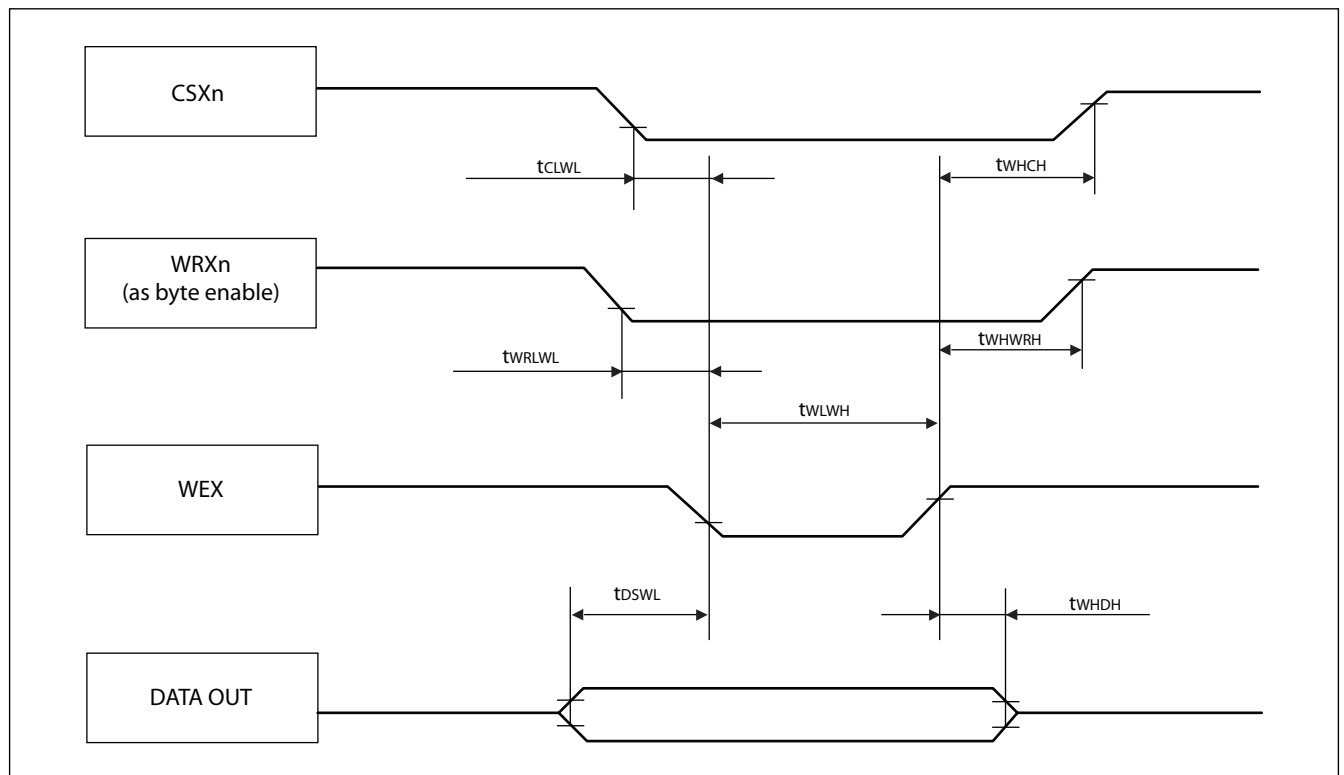 CSXn
tCLWL
tWHCH
WRXn
(as byte enable)
tWHWRH
tWRLWL
tWLWH
WEX
tDSWL
tWHDH
DATA OUT